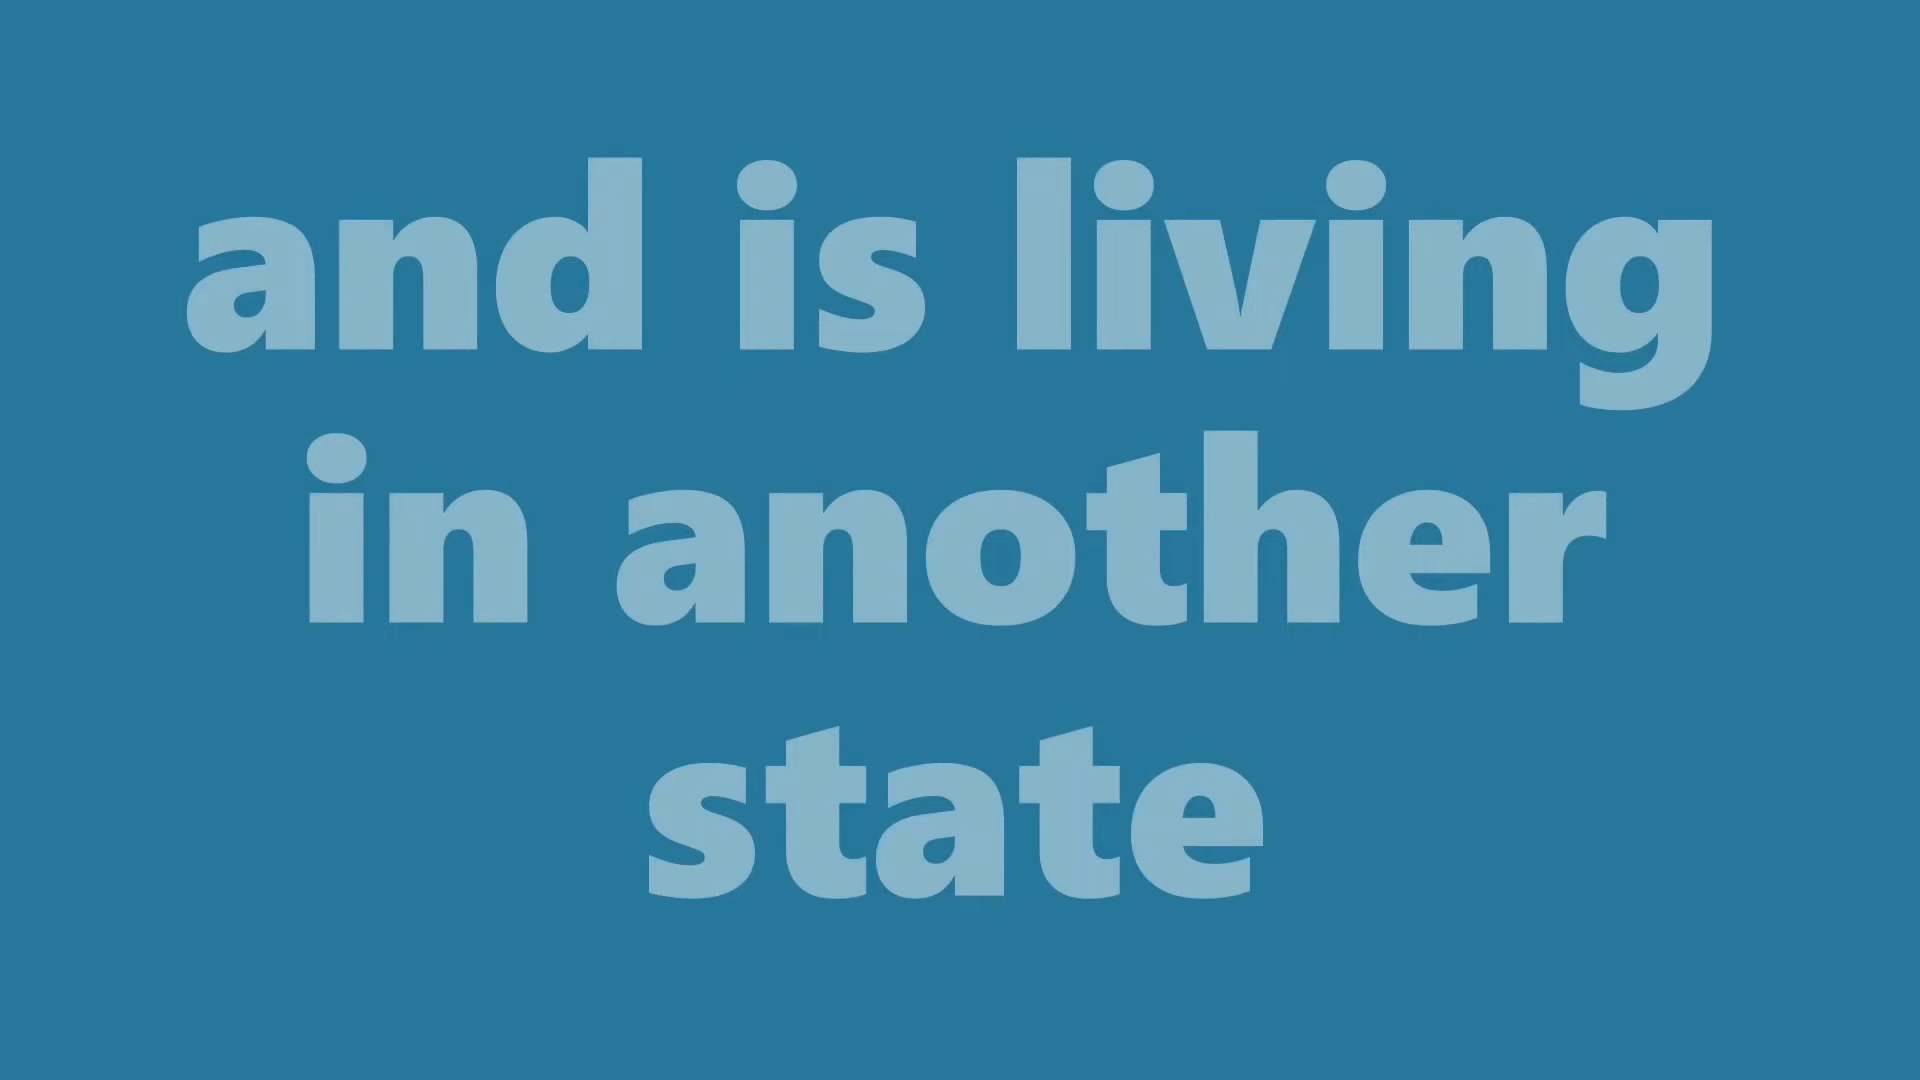 and is living
in another
state